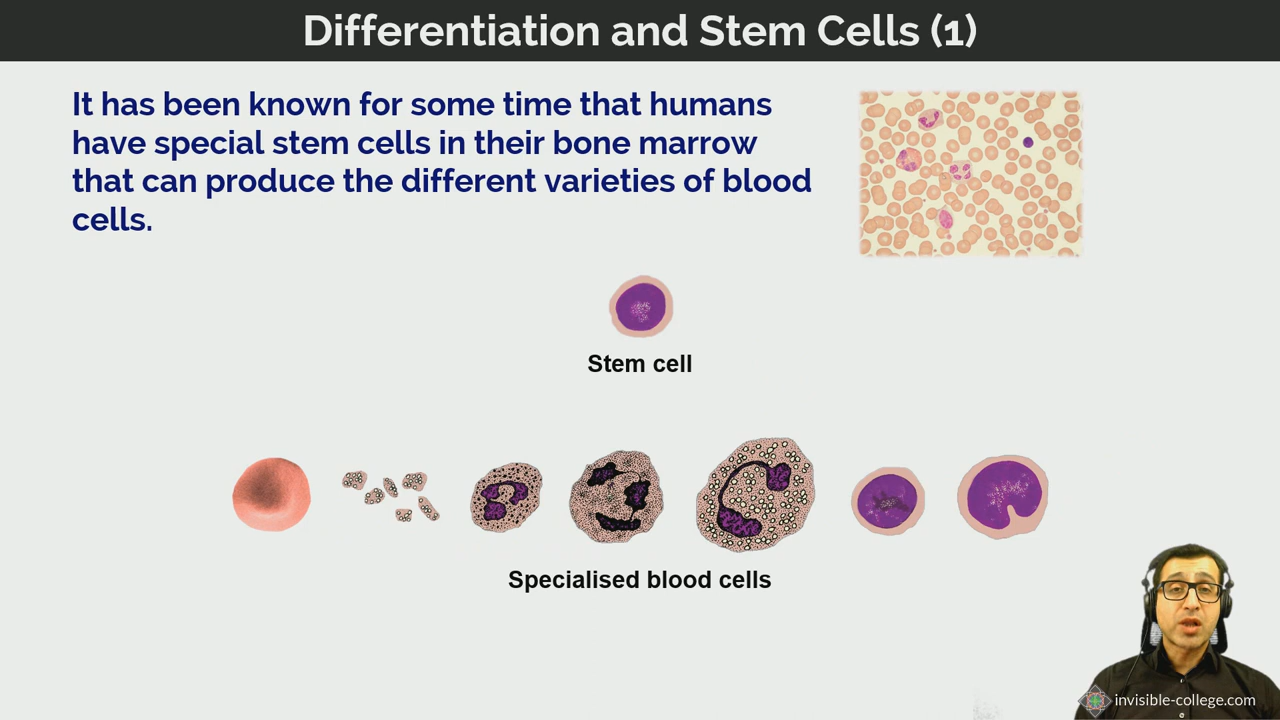 Differentiation and Stem Cells (1)
It has been known for some time that humans
have special stem cells in their bone marrow
that can produce the different varieties of blood
cells.
Stem cell
Specialised blood cells
invisible-college.com